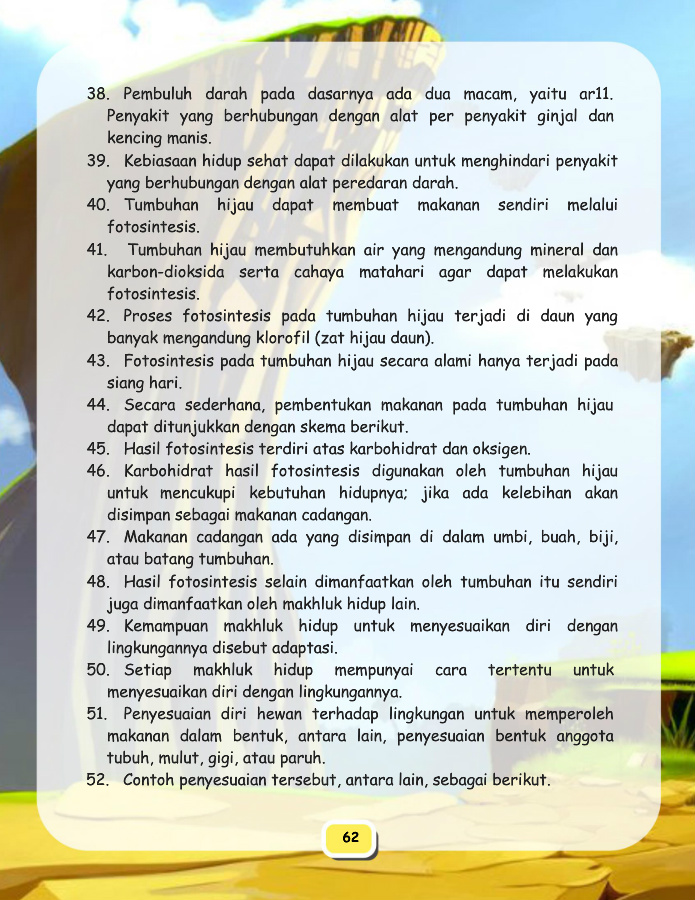 38. Pembuluh darah pada dasarnya ada dua macam, yaitu ar11.
Penyakit yang berhubungan dengan alat per penyakit ginjal dan
kencing manis.
39. Kebiasaan hidup sehat dapat dilakukan untuk menghindari penyakit
yang berhubungan dengan alat peredaran darah.
40. Tumbuhan hijau dapat membuat makanan sendiri melalui
fotosintesis.
41. Tumbuhan hijau membutuhkan air yang mengandung mineral dan
karbon-dioksida serta cahaya matahari agar dapat melakukan
fotosintesis.
42. Proses fotosintesis pada tumbuhan hijau terjadi di daun yang
banyak mengandung klorofil (zat hijau daun).
43. Fotosintesis pada tumbuhan hijau secara alami hanya terjadi pada
siang hari.
44. Secara sederhana, pembentukan makanan pada tumbuhan hijau
dapat ditunjukkan dengan skema berikut.
45. Hasil fotosintesis terdiri atas karbohidrat dan oksigen.
46. Karbohidrat hasil fotosintesis digunakan oleh tumbuhan hijau
untuk mencukupi kebutuhan hidupnya; jika ada kelebihan akan
disimpan sebagai makanan cadangan.
47. Makanan cadangan ada yang disimpan di dalam umbi, buah, biji,
atau batang tumbuhan.
48. Hasil fotosintesis selain dimanfaatkan oleh tumbuhan itu sendiri
juga dimanfaatkan oleh makhluk hidup lain.
49. Kemampuan makhluk hidup untuk menyesuaikan diri dengan
lingkungannya disebut adaptasi.
50. Setiap makhluk hidup mempunyai cara tertentu untuk
menyesuaikan diri dengan lingkungannya.
51. Penyesuaian diri hewan terhadap lingkungan untuk memperoleh
makanan dalam bentuk, antara lain, penyesuaian bentuk anggota
tubuh, mulut, gigi, atau paruh.
52. Contoh penyesuaian tersebut, antara lain, sebagai berikut.
62